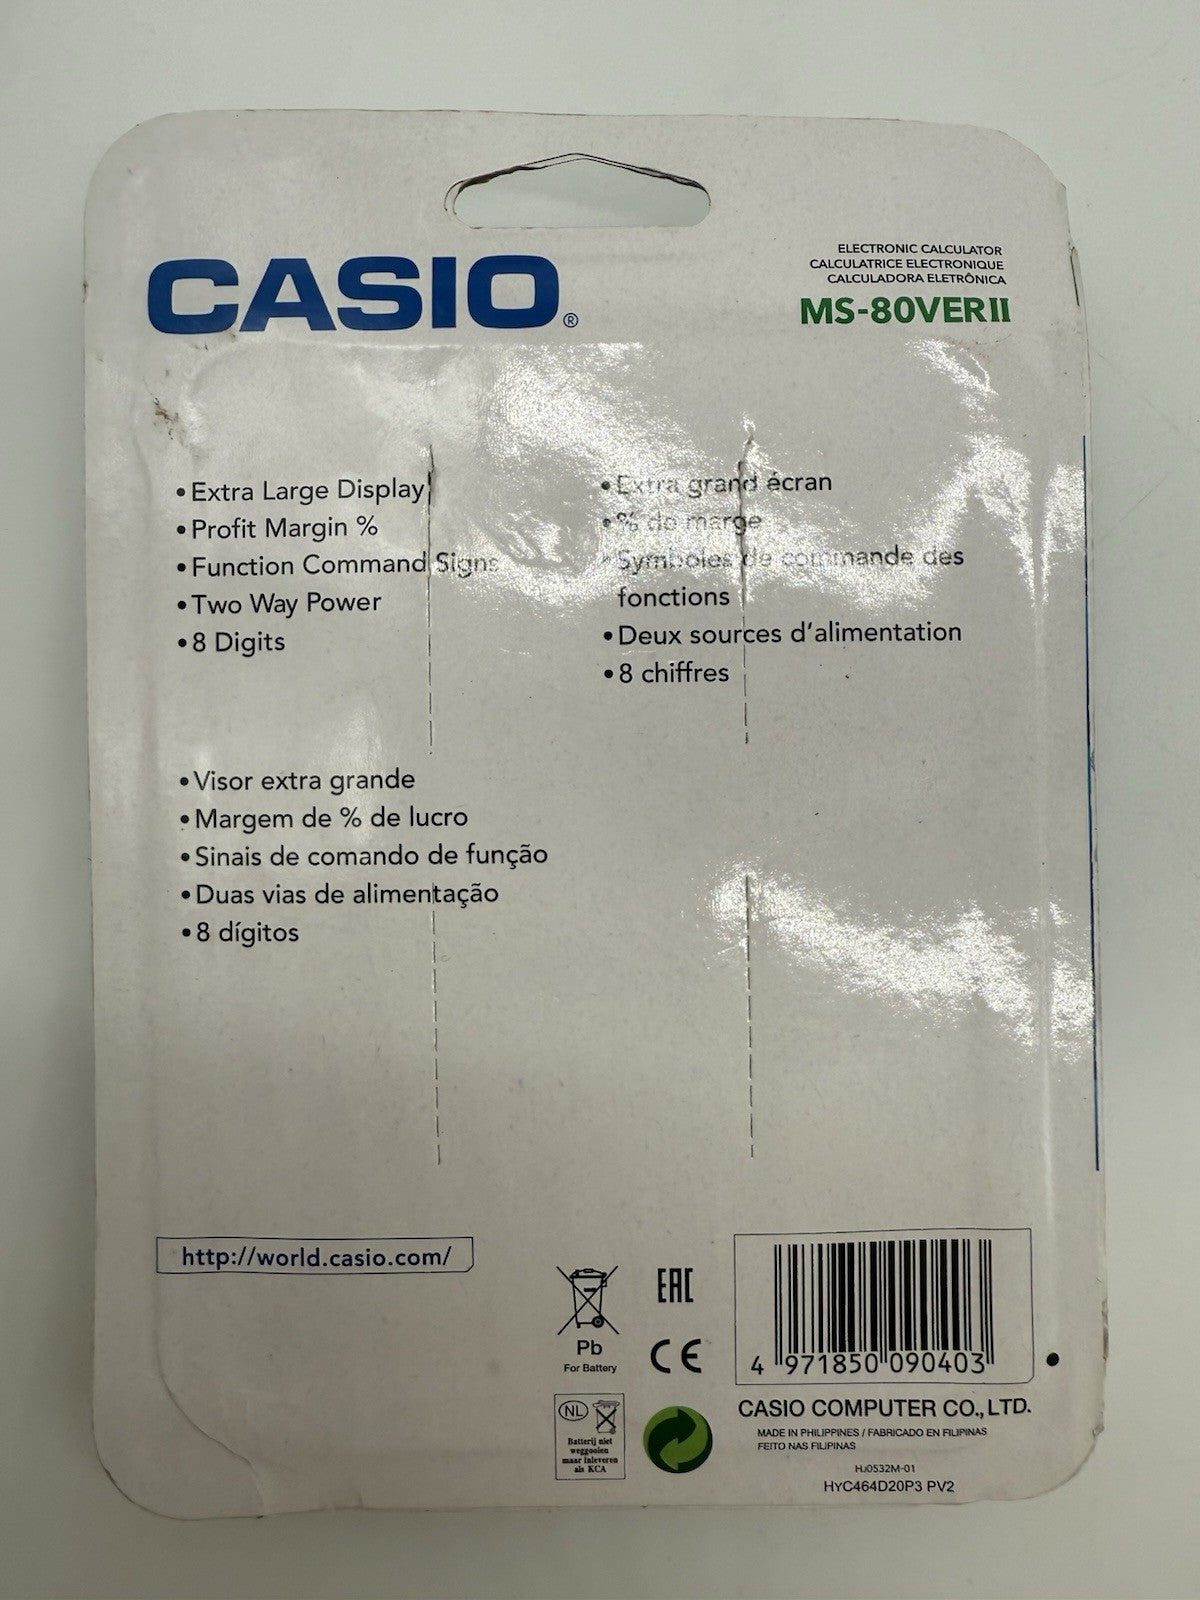 CASIO®
ELECTRONIC CALCULATOR
CALCULATRICE ELECTRONIQUE
CALCULADORA ELETRÔNICA
MS-80VERII
• Extra Large Display
• Profit Margin %
• Function Command Signs
• Two Way Power
• 8 Digits
• Extra grand écran
• % de marge
• Symboles de commande des
fonctions
• Deux sources d'alimentation
• 8 chiffres
• Visor extra grande
• Margem de % de lucro
• Sinais de comando de função
• Duas vias de alimentação
• 8 dígitos
http://world.casio.com/
Pb
For Battery
EAC
CE
NL
Batterij niet
weggooien
maar inleveren
als KCA
4 971850 090403
CASIO COMPUTER CO., LTD.
MADE IN PHILIPPINES / FABRICADO EN FILIPINAS
FEITO NAS FILIPINAS
HJ0532M-01
HYC464D20P3 PV2